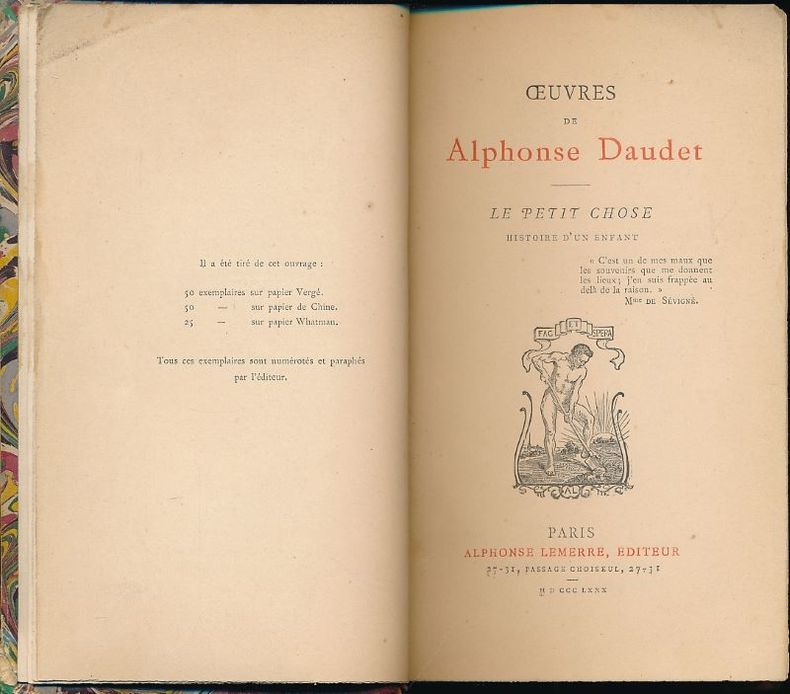 Il a été tiré de cet ouvrage :
50 exemplaires sur papier Vergé.
50 — sur papier de Chine.
25 — sur papier Whatman.
Tous ces exemplaires sont numérotés et paraphés
par l'éditeur.
ŒUVRES
DE
Alphonse Daudet
LE PETIT CHOSE
HISTOIRE D'UN ENFANT
« C'est un de mes maux que
les souvenirs que me donnent
les lieux ; j'en suis frappée au
delà de la raison. »
Mme DE SÉVIGNÉ.
FAC ET SPERA
AL
PARIS
ALPHONSE LEMERRE, EDITEUR
27-31, PASSAGE CHOISEUL, 27-31
M D CCC LXXX